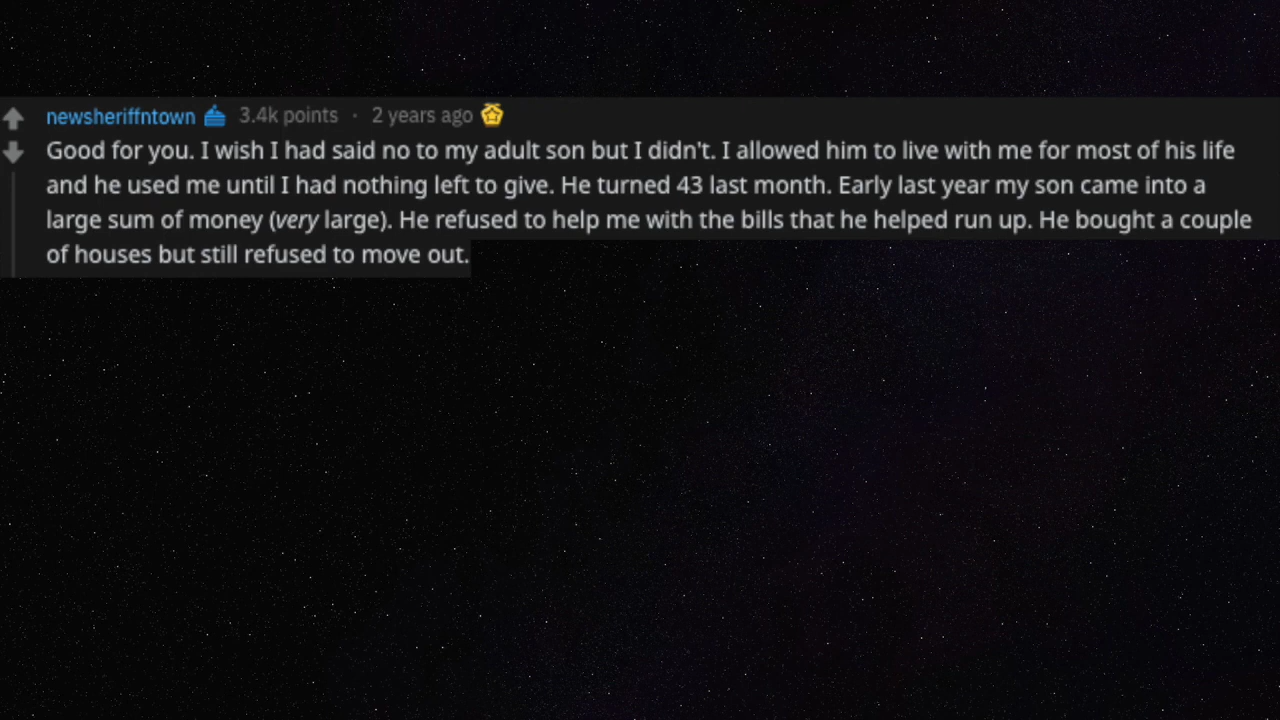 newsheriffntown 3.4k points · 2 years ago
Good for you. I wish I had said no to my adult son but I didn't. I allowed him to live with me for most of his life
and he used me until I had nothing left to give. He turned 43 last month. Early last year my son came into a
large sum of money (very large). He refused to help me with the bills that he helped run up. He bought a couple
of houses but still refused to move out.